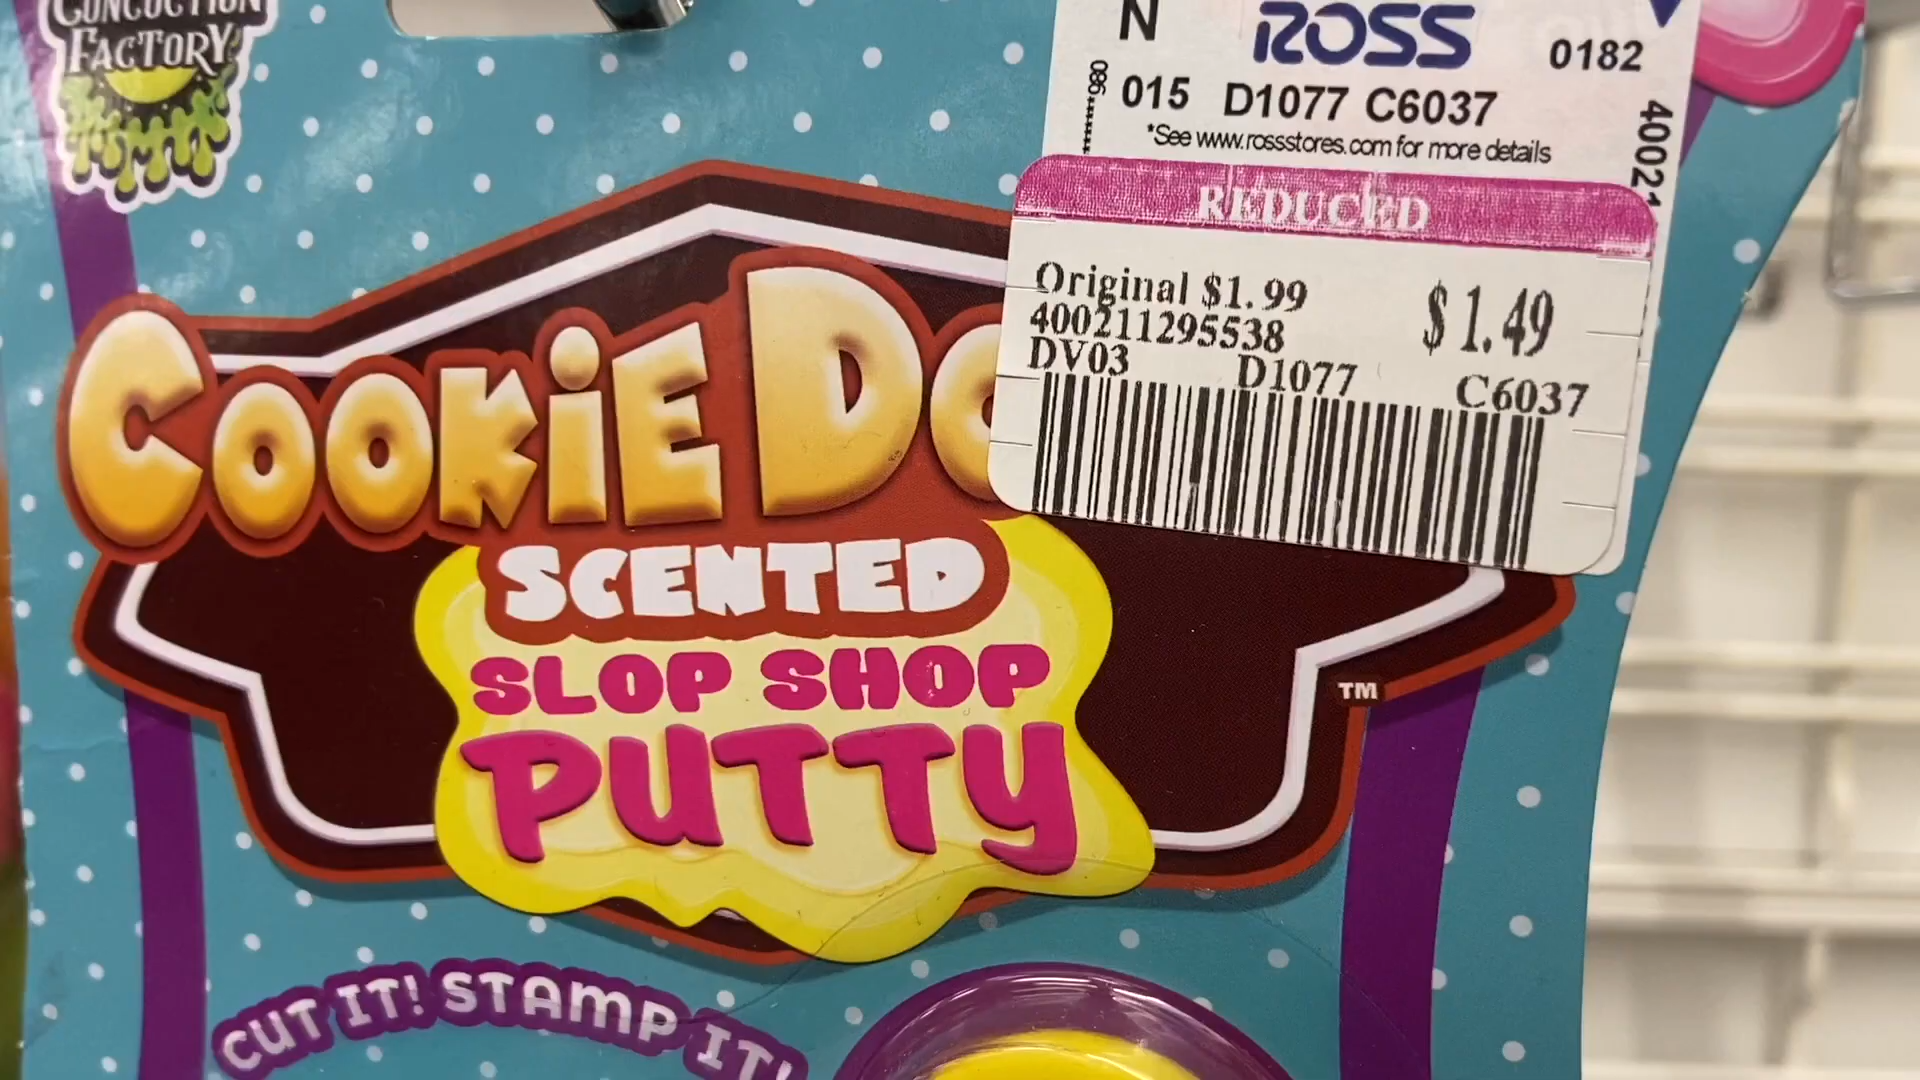 CONCOCTION
FACTORY
N
ROSS
0182
015 D1077 C6037
*See www.rossstores.com for more details
REDUCED
Original $1.99
$1.49
400211295538
DV03 D1077 C6037
COOKIE
SCENTED
SLOP SHOP
PUTTY
TM
CUT IT! STAMP IT!